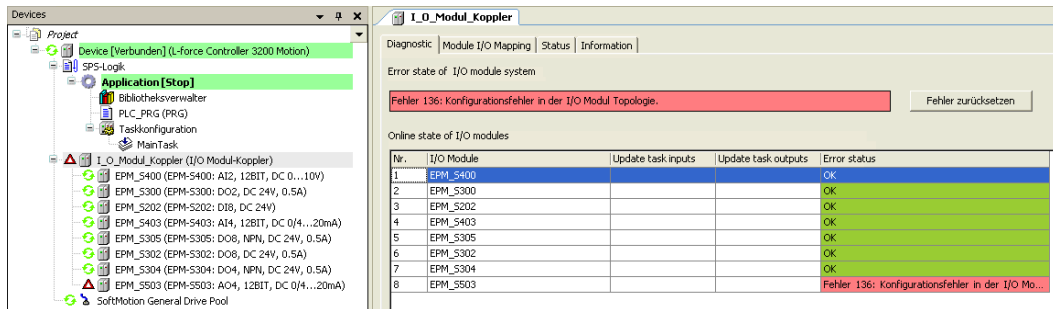 Devices
Project
Device [Verbunden] (L-force Controller 3200 Motion)
SPS-Logik
Application [Stop]
Bibliotheksverwalter
PLC_PRG (PRG)
Taskkonfiguration
MainTask
I_O_Modul_Koppler (I/O Modul-Koppler)
EPM_S400 (EPM-S400: AI2, 12BIT, DC 0...10V)
EPM_S300 (EPM-S300: DO2, DC 24V, 0.5A)
EPM_S202 (EPM-S202: DI8, DC 24V)
EPM_S403 (EPM-S403: AI4, 12BIT, DC 0/4...20mA)
EPM_S305 (EPM-S305: DO8, NPN, DC 24V, 0.5A)
EPM_S302 (EPM-S302: DO8, DC 24V, 0.5A)
EPM_S304 (EPM-S304: DO4, NPN, DC 24V, 0.5A)
EPM_S503 (EPM-S503: AO4, 12BIT, DC 0/4...20mA)
SoftMotion General Drive Pool
I_O_Modul_Koppler
Diagnostic Module I/O Mapping Status Information
Error state of I/O module system
Fehler 136: Konfigurationsfehler in der I/O Modul Topologie. Fehler zurücksetzen
Online state of I/O modules
Nr. I/O Module Update task inputs Update task outputs Error status
1 EPM_S400 OK
2 EPM_S300 OK
3 EPM_S202 OK
4 EPM_S403 OK
5 EPM_S305 OK
6 EPM_S302 OK
7 EPM_S304 OK
8 EPM_S503 Fehler 136: Konfigurationsfehler in der I/O Mo...